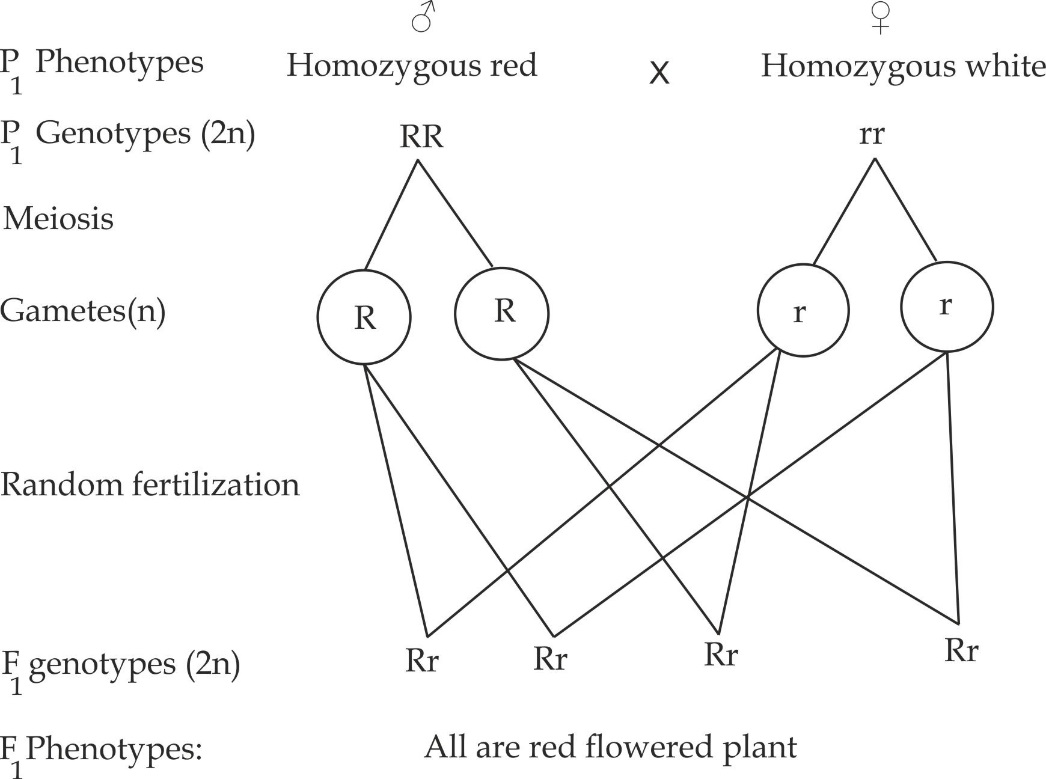 ♂ ♀
P1 Phenotypes Homozygous red x Homozygous white
P1 Genotypes (2n) RR rr
Meiosis
Gametes(n) R R r r
Random fertilization
F1 genotypes (2n) Rr Rr Rr Rr
F1 Phenotypes: All are red flowered plant